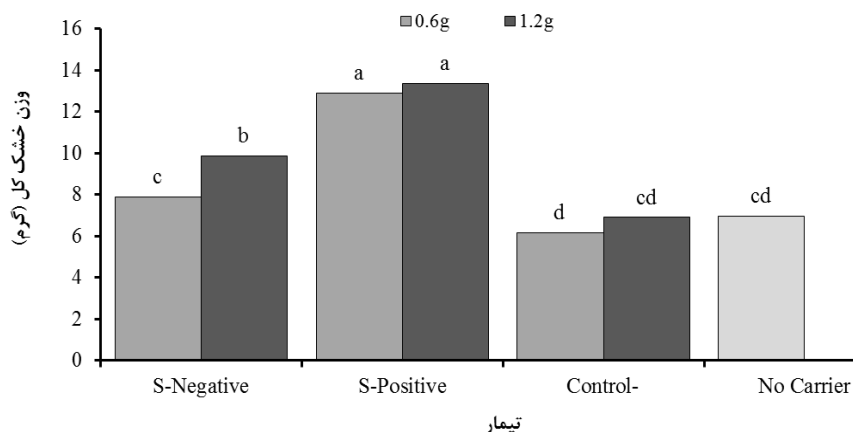 0.6g 1.2g
وزن خشک کل (گرم)
16
14
12
10
8
6
4
2
0
c
b
a
a
d
cd
cd
S-Negative
S-Positive
Control-
No Carrier
تیمار